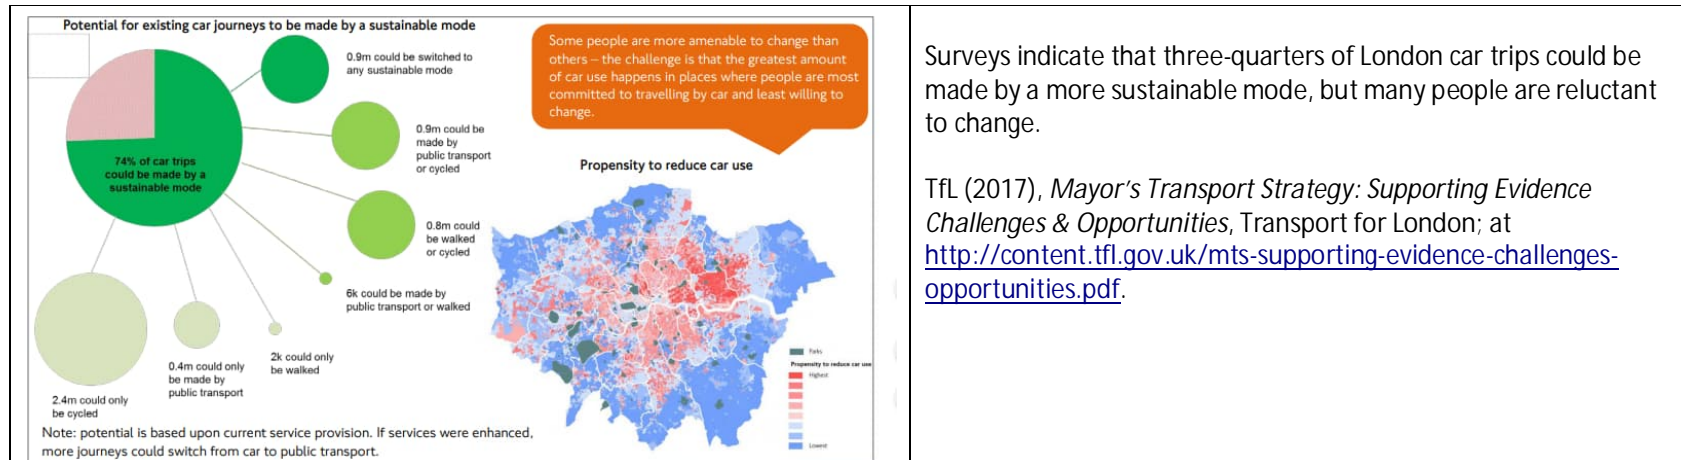 Potential for existing car journeys to be made by a sustainable mode
0.9m could be switched to
any sustainable mode
0.9m could be
made by
public transport
or cycled
74% of car trips
could be made by a
sustainable mode
0.8m could
be walked
or cycled
6k could be made by
public transport or walked
2k could only
be walked
0.4m could only
be made by
public transport
2.4m could only
be cycled
Note: potential is based upon current service provision. If services were enhanced,
more journeys could switch from car to public transport.
Some people are more amenable to change than
others – the challenge is that the greatest amount
of car use happens in places where people are most
committed to travelling by car and least willing to
change.
Propensity to reduce car use
Parks
Propensity to reduce car use
Highest
Lowest
Surveys indicate that three-quarters of London car trips could be
made by a more sustainable mode, but many people are reluctant
to change.
TfL (2017), Mayor’s Transport Strategy: Supporting Evidence
Challenges & Opportunities, Transport for London; at
http://content.tfl.gov.uk/mts-supporting-evidence-challenges-
opportunities.pdf.